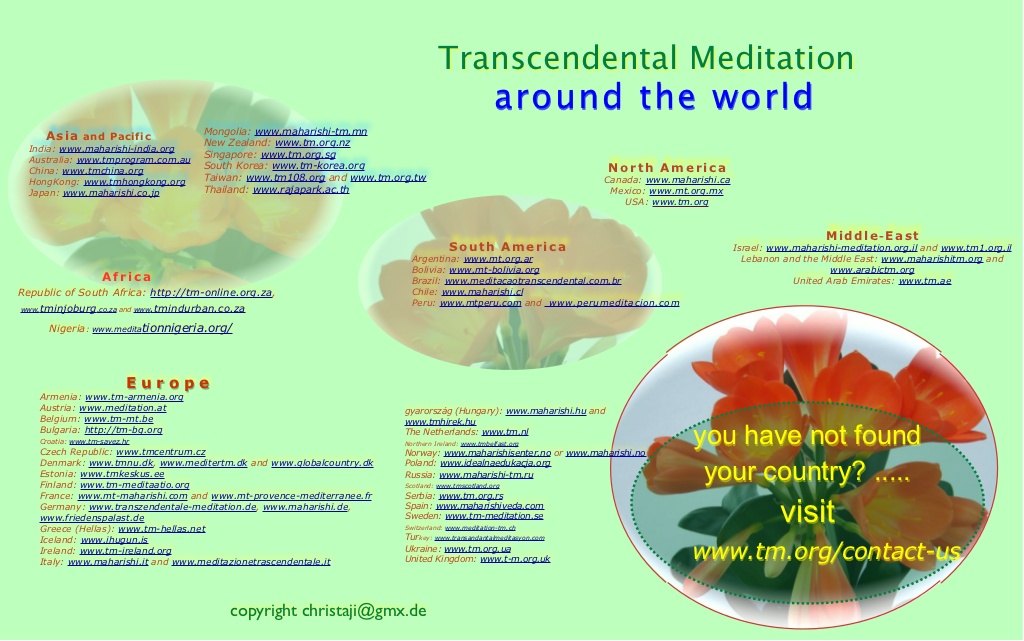 Transcendental Meditation
around the world
Asia and Pacific
India: www.maharishi-india.org
Australia: www.tmprogram.com.au
China: www.tmchina.org
HongKong: www.tmhongkong.org
Japan: www.maharishi.co.jp
Mongolia: www.maharishi-tm.mn
New Zealand: www.tm.org.nz
Singapore: www.tm.org.sg
South Korea: www.tm-korea.org
Taiwan: www.tm108.org and www.tm.org.tw
Thailand: www.rajapark.ac.th
North America
Canada: www.maharishi.ca
Mexico: www.mt.org.mx
USA: www.tm.org
South America
Argentina: www.mt.org.ar
Bolivia: www.mt-bolivia.org
Brazil: www.meditacaotranscendental.com.br
Chile: www.maharishi.cl
Peru: www.mtperu.com and www.perumeditacion.com
Middle-East
Israel: www.maharishi-meditation.org.il and www.tm1.org.il
Lebanon and the Middle East: www.maharishitm.org and
www.arabictm.org
United Arab Emirates: www.tm.ae
Africa
Republic of South Africa: http://tm-online.org.za,
www.tminjoburg.co.za and www.tmindurban.co.za
Nigeria: www.meditationnigeria.org/
Europe
Armenia: www.tm-armenia.org
Austria: www.meditation.at
Belgium: www.tm-mt.be
Bulgaria: http://tm-bg.org
Croatia: www.tm-savez.hr
Czech Republic: www.tmcentrum.cz
Denmark: www.tmnu.dk, www.meditertm.dk and www.globalcountry.dk
Estonia: www.tmkeskus.ee
Finland: www.tm-meditaatio.org
France: www.mt-maharishi.com and www.mt-provence-mediterranee.fr
Germany: www.transzendentale-meditation.de, www.maharishi.de,
www.friedenspalast.de
Greece (Hellas): www.tm-hellas.net
Iceland: www.ihugun.is
Ireland: www.tm-ireland.org
Italy: www.maharishi.it and www.meditazionetrascendentale.it
gyarország (Hungary): www.maharishi.hu and
www.tmhirek.hu
The Netherlands: www.tm.nl
Northern Ireland: www.tmbelfast.org
Norway: www.maharishisenter.no or www.maharishi.no
Poland: www.idealnaedukacja.org
Russia: www.maharishi-tm.ru
Scotland: www.tmscotland.org
Serbia: www.tm.org.rs
Spain: www.maharishiveda.com
Sweden: www.tm-meditation.se
Switzerland: www.meditation-tm.ch
Turkey: www.transandantalmeditasyon.com
Ukraine: www.tm.org.ua
United Kingdom: www.t-m.org.uk
you have not found
your country? .....
visit
www.tm.org/contact-us
copyright christaji@gmx.de